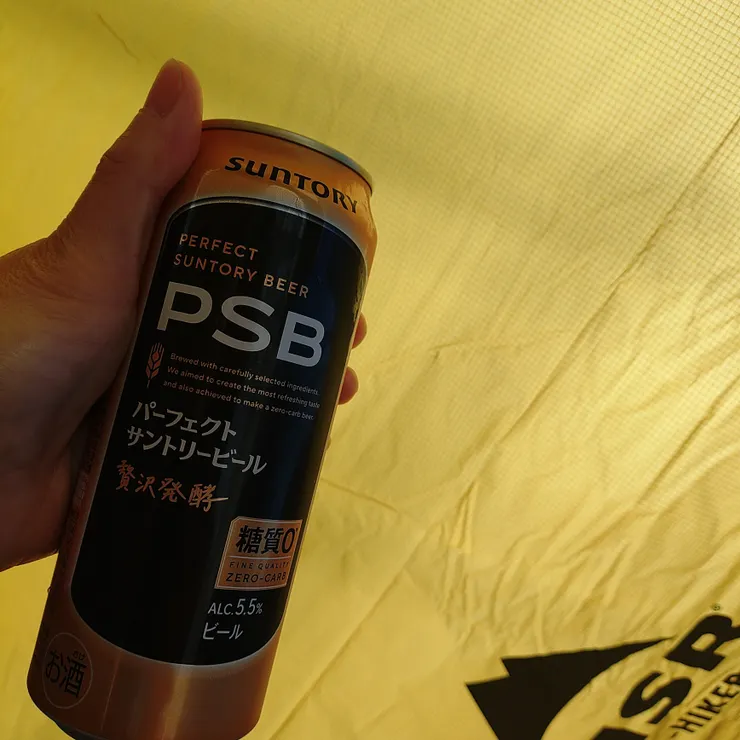 SUNTORY
PERFECT
SUNTORY BEER
PSB
Brewed with carefully selected ingredients.
We aimed to create the most refreshing taste
and also achieved to make a zero-carb beer.
パーフェクト
サントリービール
贅沢発酵
糖質0*
FINE QUALITY
ZERO-CARB
ALC.5.5%
ビール
お酒
MSR®
-HIKER